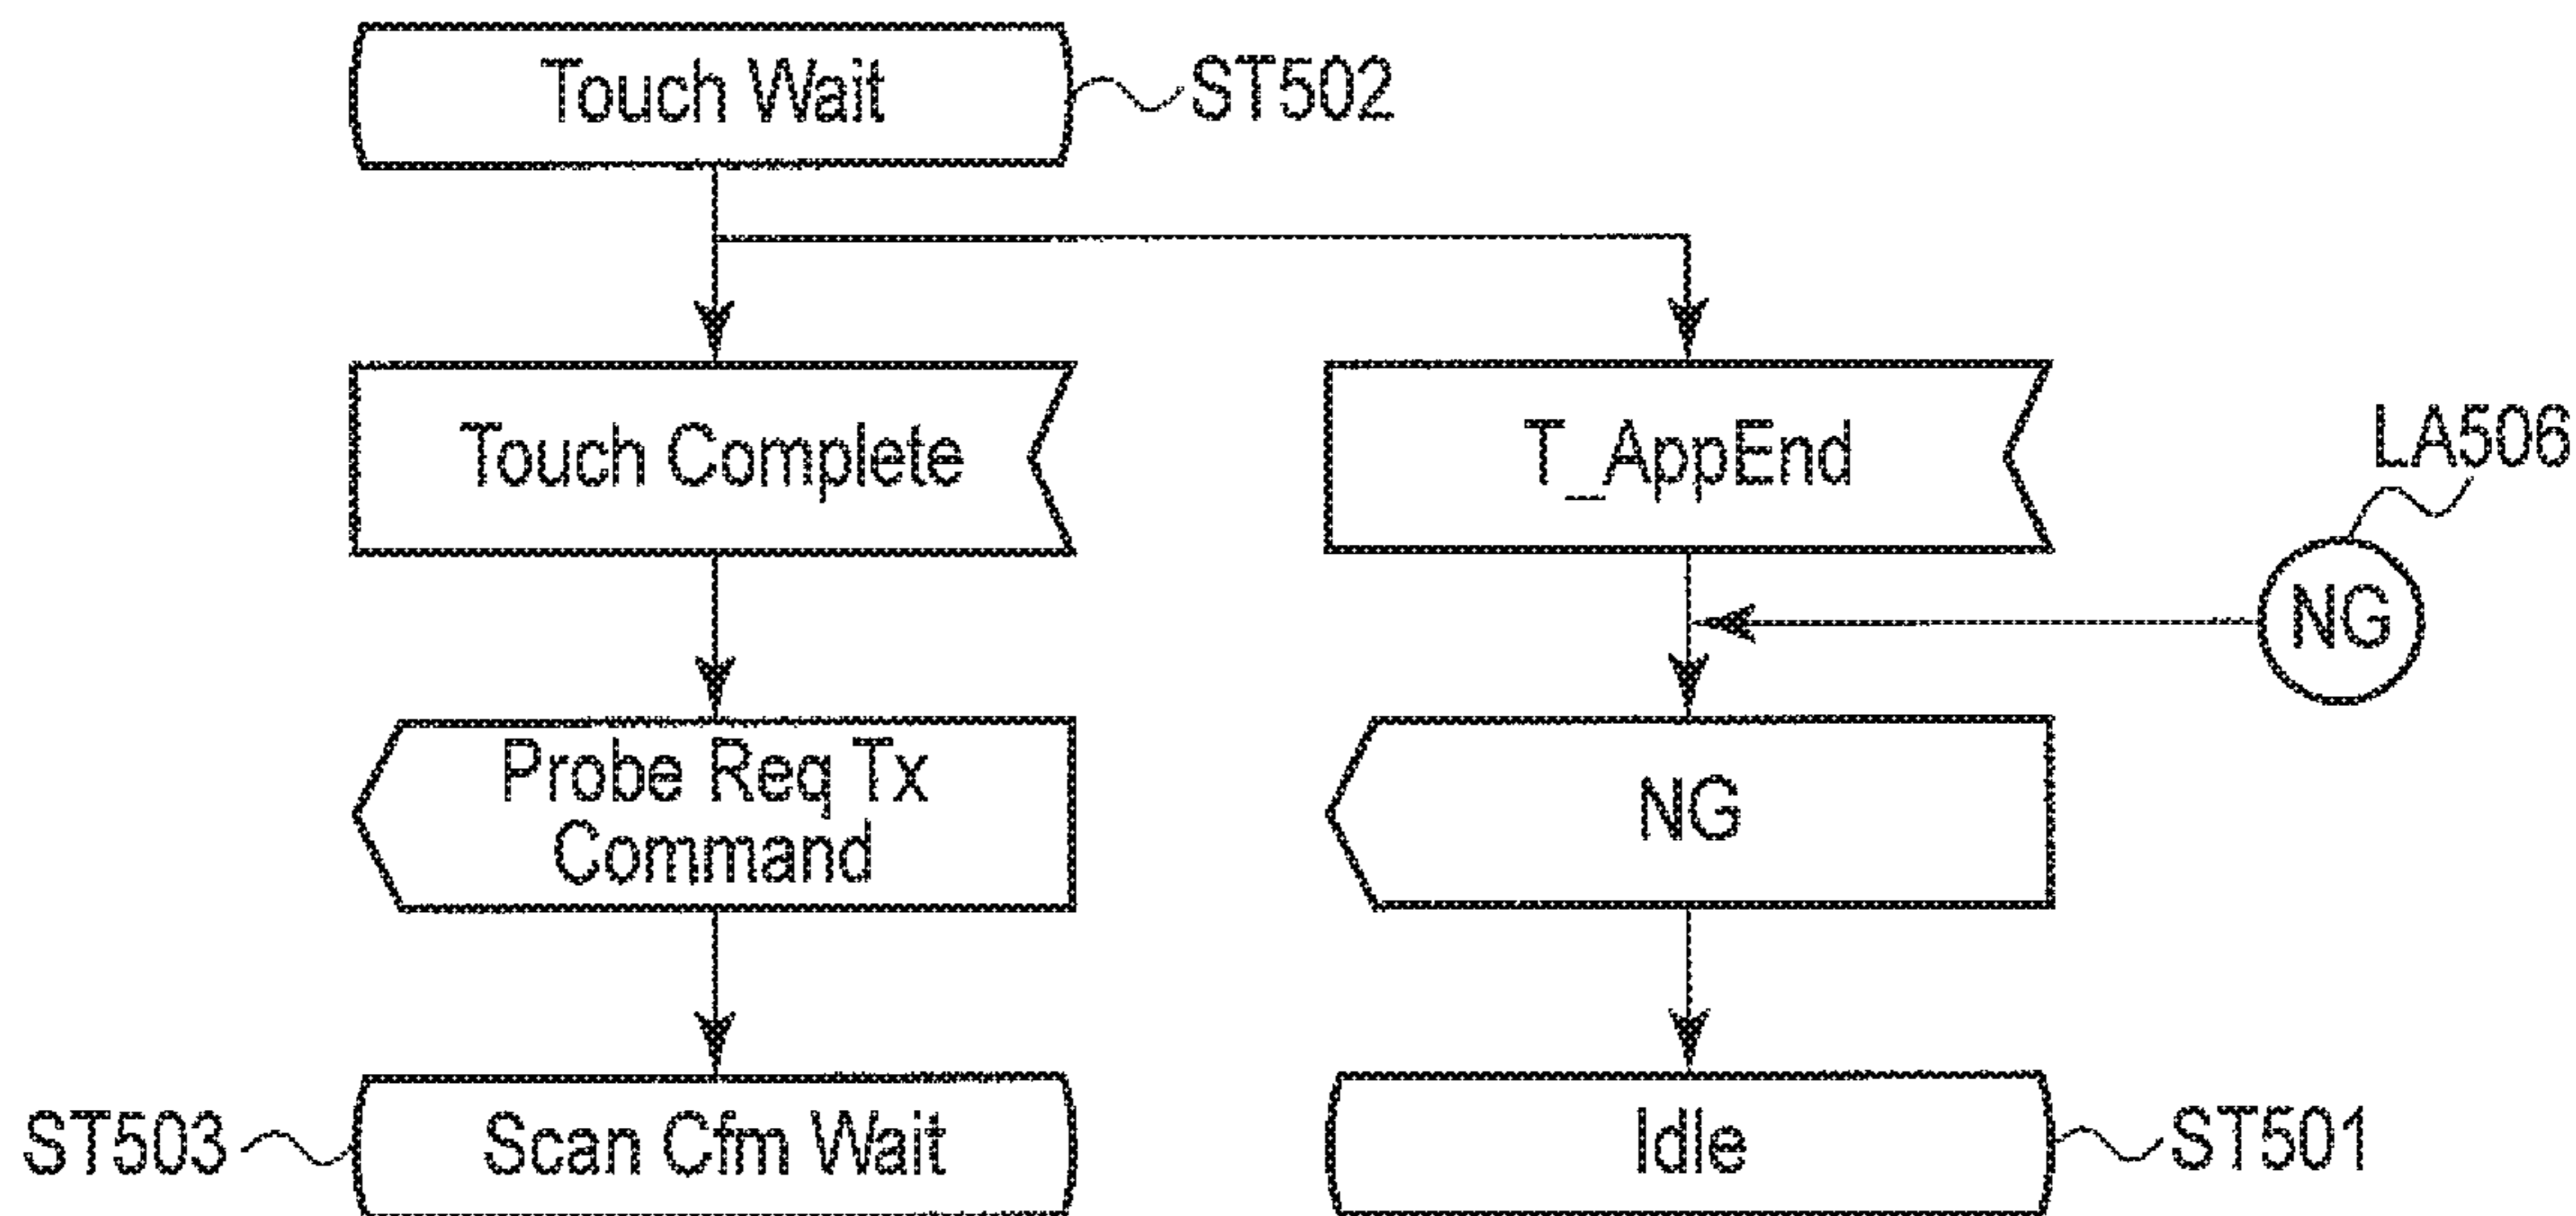 Touch Wait
ST502
Touch Complete
T_AppEnd
LA506
NG
Probe Req Tx
Command
NG
ST503
Scan Cfm Wait
Idle
ST501